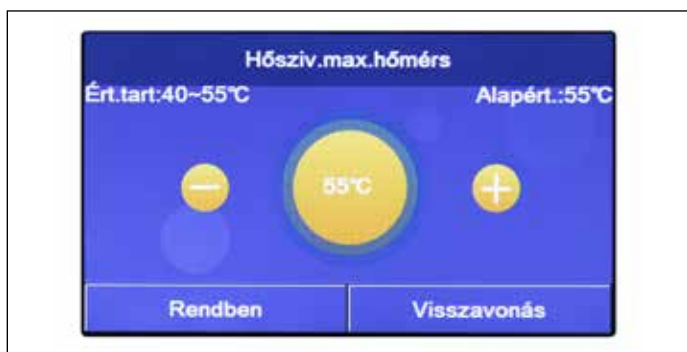 Hősziv.max.hőmérs
Ért.tart:40~55℃ Alapért.:55℃
55℃
Rendben Visszavonás